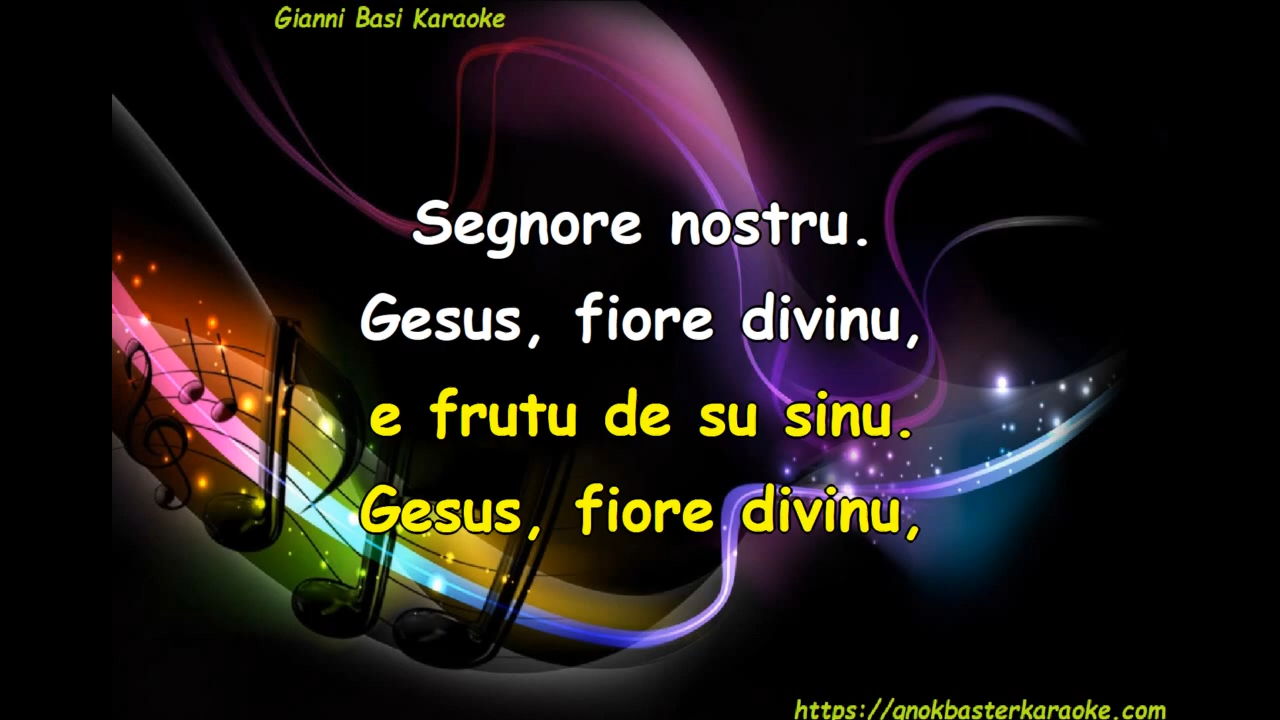 Gianni Basi Karaoke
Segnore nostru.
Gesus, fiore divinu,
e frutu de su sinu.
Gesus, fiore divinu,
https://gnokbasterkaraoke.com